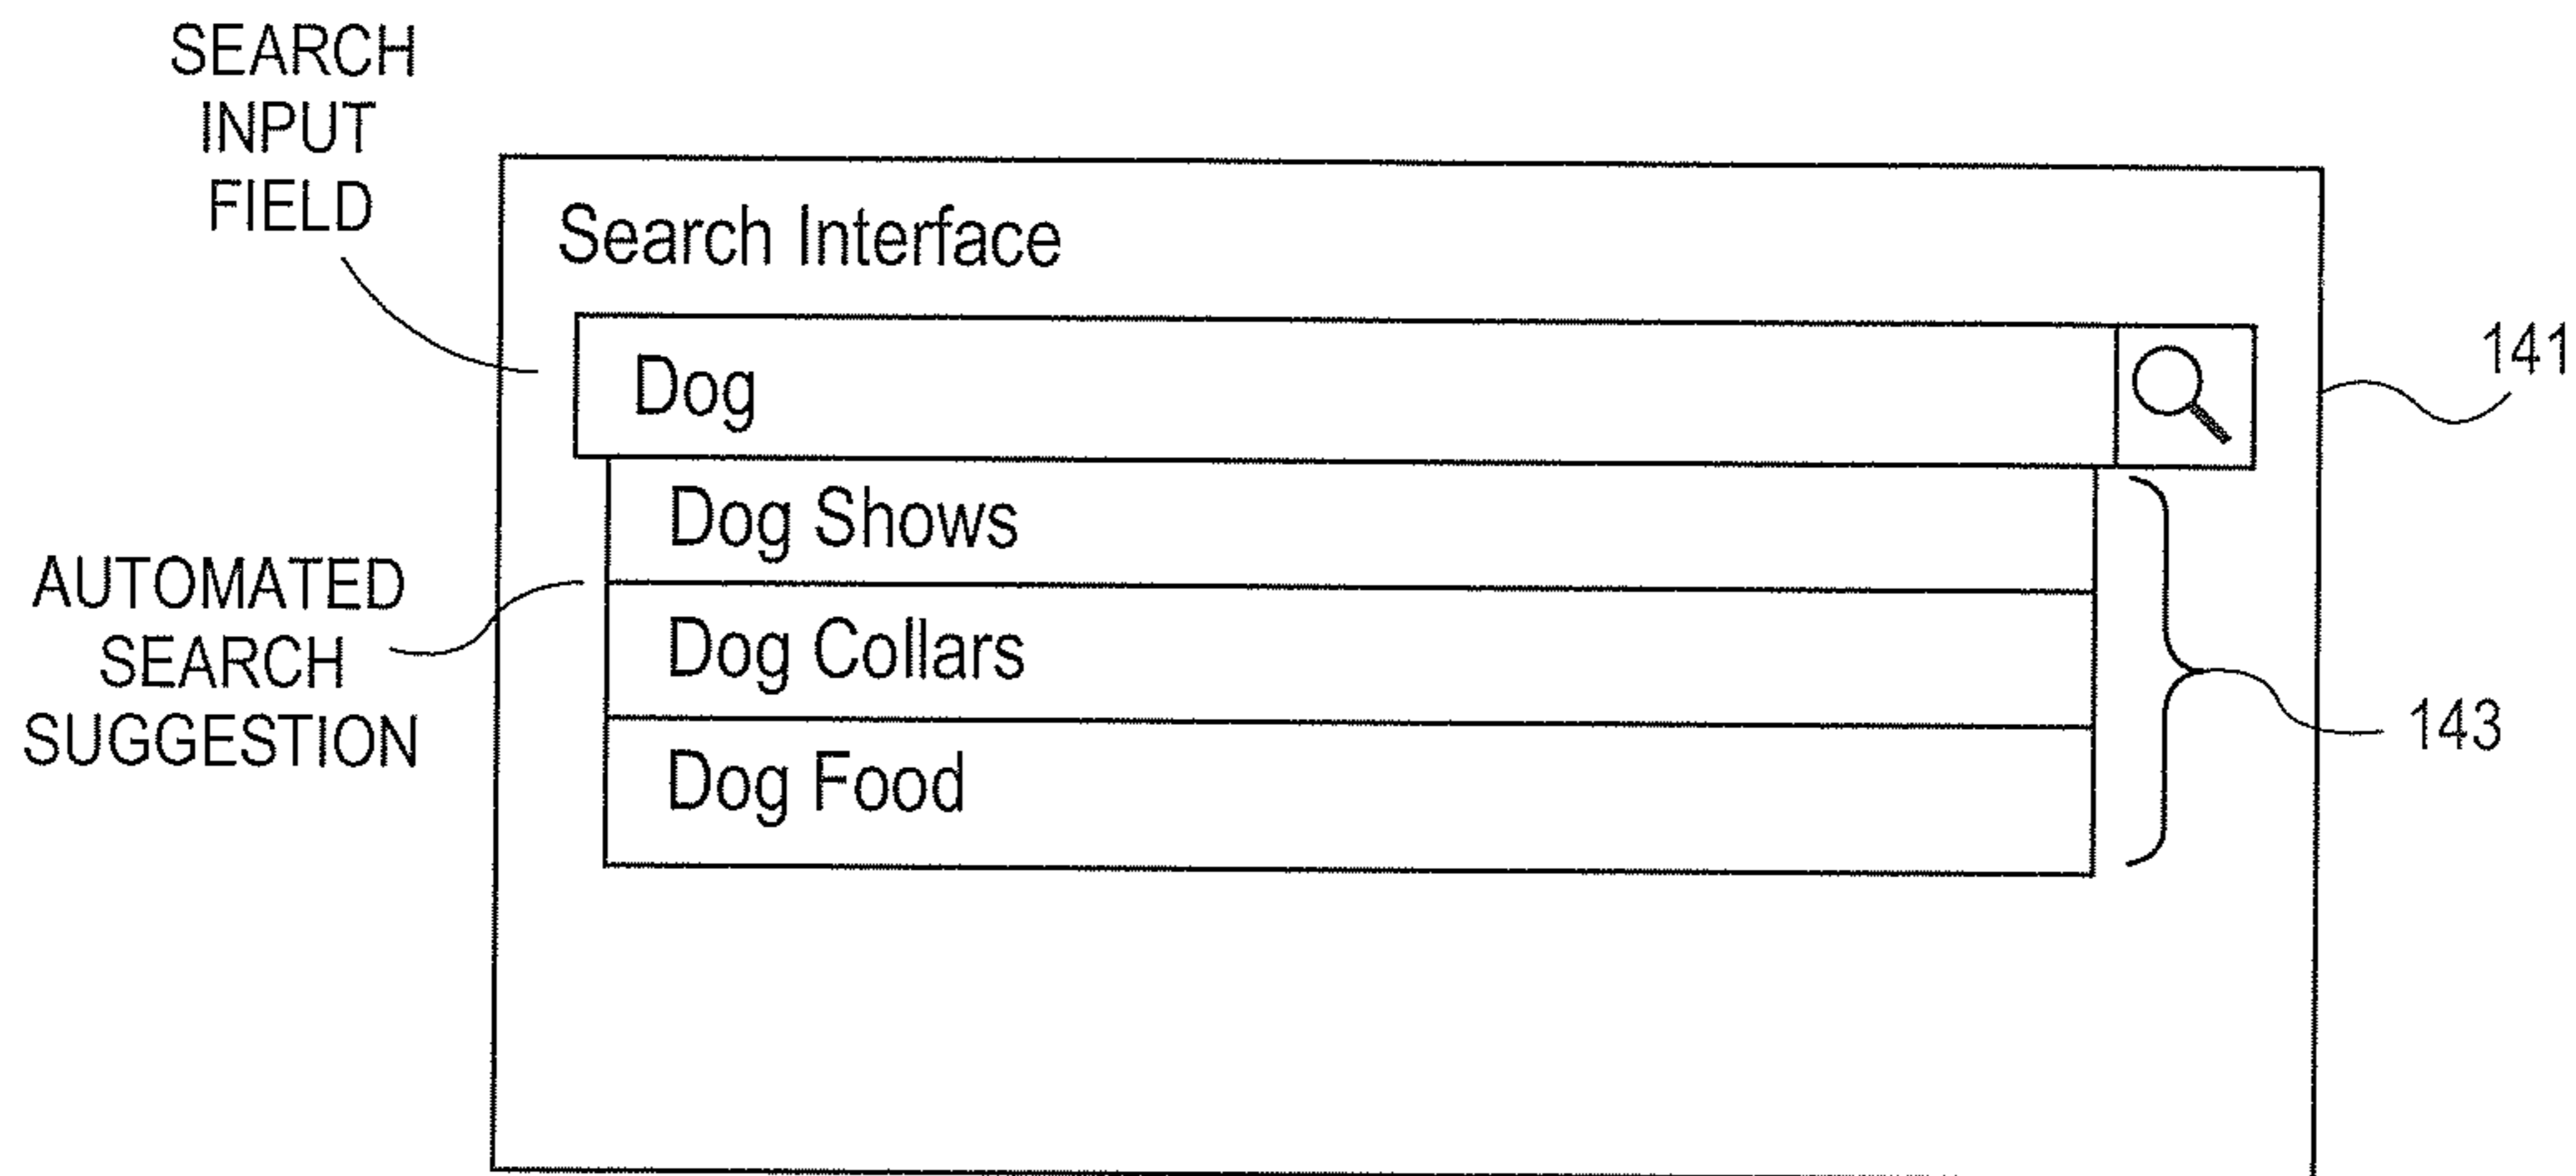 SEARCH
INPUT
FIELD
Search Interface
Dog
141
Dog Shows
AUTOMATED
SEARCH
SUGGESTION
Dog Collars
Dog Food
143